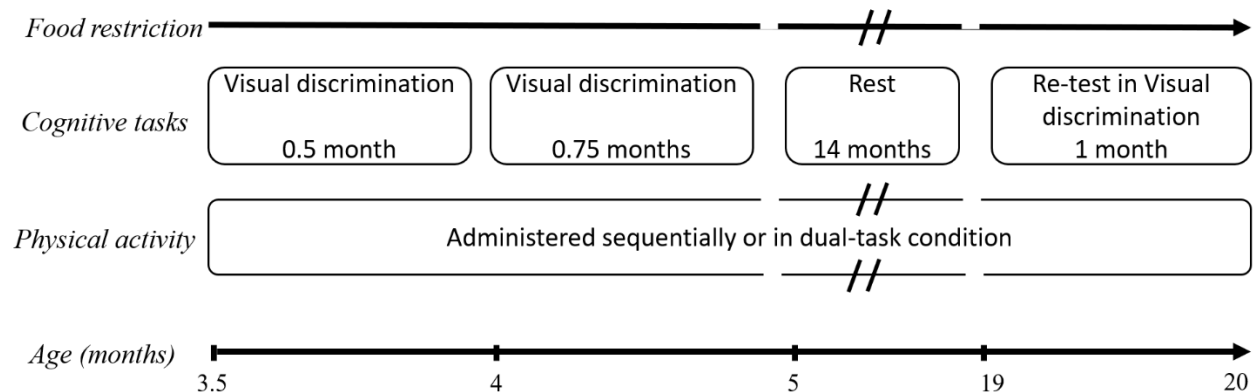 Food restriction
Cognitive tasks
Visual discrimination
0.5 month
Visual discrimination
0.75 months
Rest
14 months
Re-test in Visual
discrimination
1 month
Physical activity
Administered sequentially or in dual-task condition
Age (months)
3.5 4 5 19 20